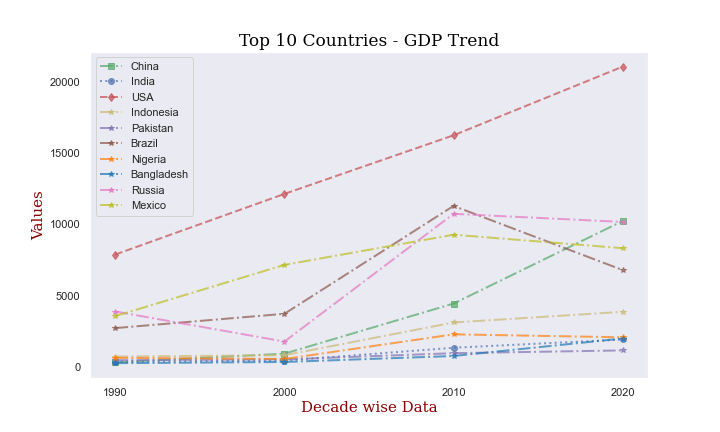 Top 10 Countries - GDP Trend
China
India
USA
Indonesia
Pakistan
Brazil
Nigeria
Bangladesh
Russia
Mexico
20000
15000
10000
5000
0
Values
1990 2000 2010 2020
Decade wise Data